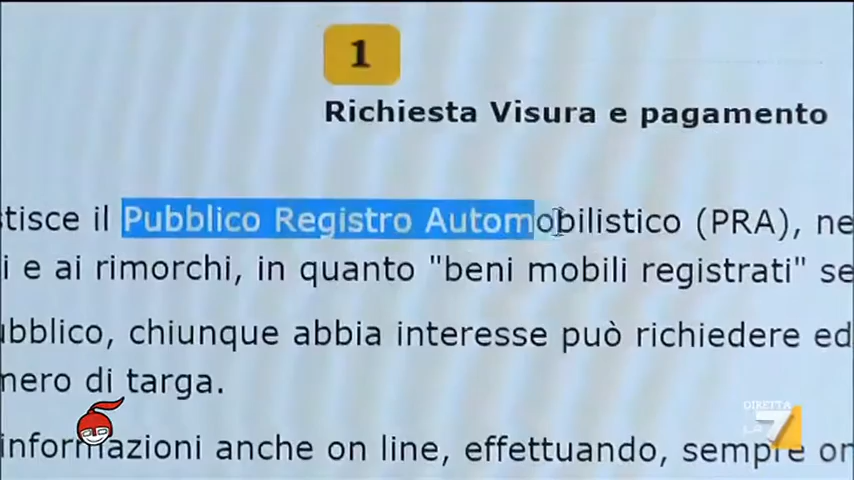 1
Richiesta Visura e pagamento
tisce il Pubblico Registro Automobilistico (PRA), ne
i e ai rimorchi, in quanto "beni mobili registrati" se
ubblico, chiunque abbia interesse può richiedere ed
nero di targa.
DIRETTA
LA 7
informazioni anche on line, effettuando, sempre on